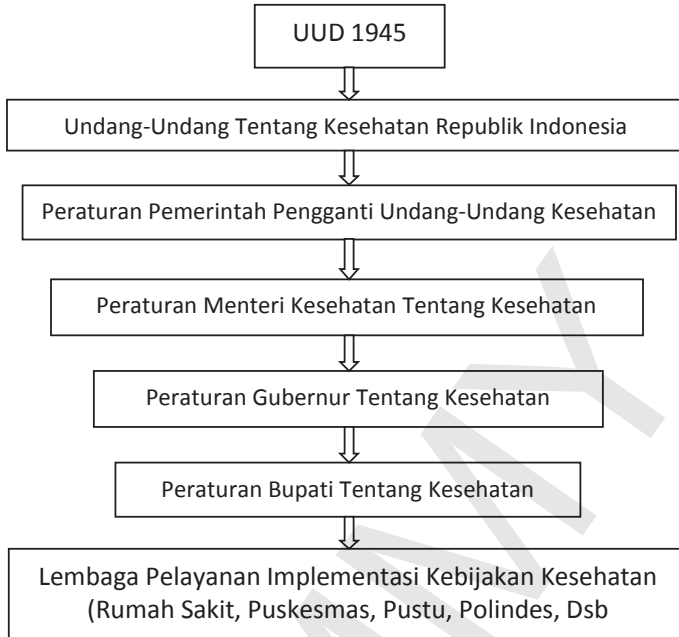 UUD 1945
Undang-Undang Tentang Kesehatan Republik Indonesia
Peraturan Pemerintah Pengganti Undang-Undang Kesehatan
Peraturan Menteri Kesehatan Tentang Kesehatan
Peraturan Gubernur Tentang Kesehatan
Peraturan Bupati Tentang Kesehatan
Lembaga Pelayanan Implementasi Kebijakan Kesehatan
(Rumah Sakit, Puskesmas, Pustu, Polindes, Dsb